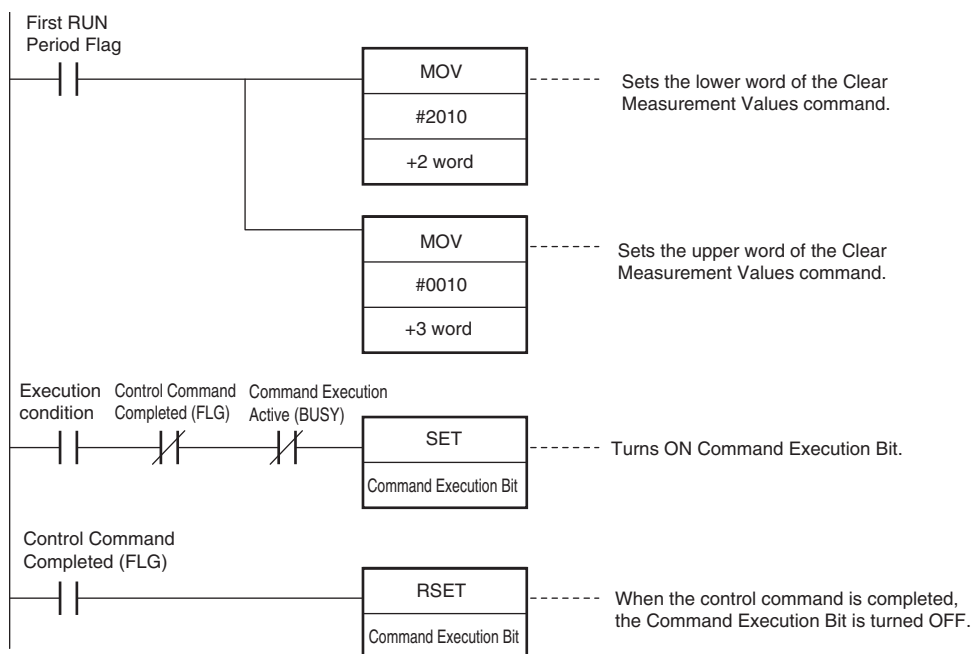 First RUN
Period Flag
MOV
#2010
+2 word
Sets the lower word of the Clear
Measurement Values command.
MOV
#0010
+3 word
Sets the upper word of the Clear
Measurement Values command.
Execution
condition
Control Command
Completed (FLG)
Command Execution
Active (BUSY)
SET
Command Execution Bit
Turns ON Command Execution Bit.
Control Command
Completed (FLG)
RSET
Command Execution Bit
When the control command is completed,
the Command Execution Bit is turned OFF.